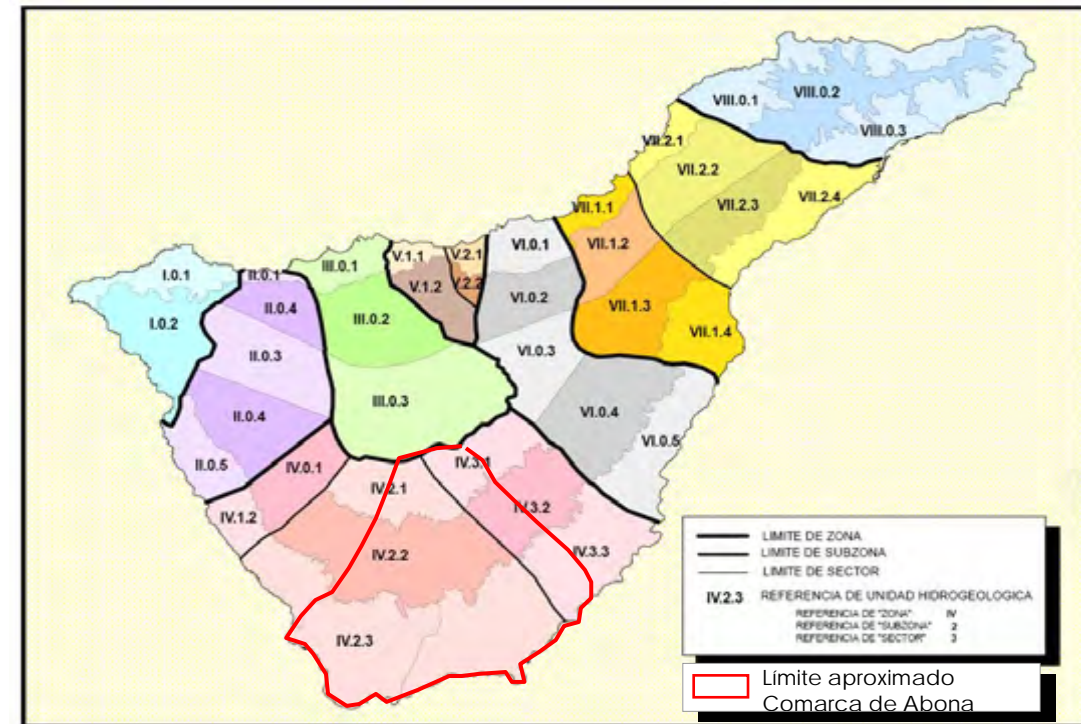 VIII.0.1
VIII.0.2
VIII.0.3
VII.2.1
VII.2.2
VII.2.3
VII.2.4
VII.1.1
VII.1.2
VII.1.3
VII.1.4
I.0.1
I.0.2
II.0.1
II.0.4
II.0.3
II.0.4
II.0.5
III.0.1
III.0.2
III.0.3
V.1.1
V.1.2
V.2.1
V.2.2
VI.0.1
VI.0.2
VI.0.3
VI.0.4
VI.0.5
IV.0.1
IV.1.2
IV.2.1
IV.2.2
IV.2.3
IV.3.1
IV.3.2
IV.3.3
LIMITE DE ZONA
LIMITE DE SUBZONA
LIMITE DE SECTOR
IV.2.3 REFERENCIA DE UNIDAD HIDROGEOLOGICA
REFERENCIA DE "ZONA" IV
REFERENCIA DE "SUBZONA" 2
REFERENCIA DE "SECTOR" 3
Límite aproximado
Comarca de Abona